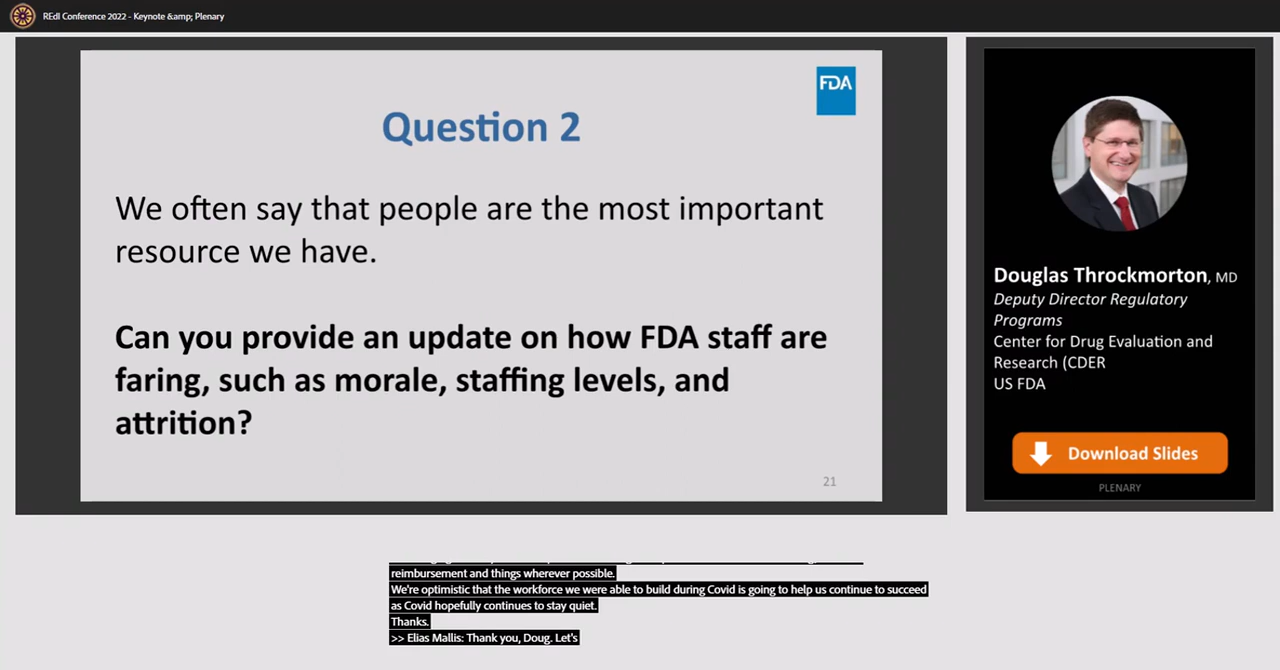 REdI Conference 2022 - Keynote &amp; Plenary
FDA
Question 2
We often say that people are the most important
resource we have.
Can you provide an update on how FDA staff are
faring, such as morale, staffing levels, and
attrition?
21
Douglas Throckmorton, MD
Deputy Director Regulatory
Programs
Center for Drug Evaluation and
Research (CDER
US FDA
Download Slides
PLENARY
reimbursement and things wherever possible.
We're optimistic that the workforce we were able to build during Covid is going to help us continue to succeed
as Covid hopefully continues to stay quiet.
Thanks.
>> Elias Mallis: Thank you, Doug. Let's